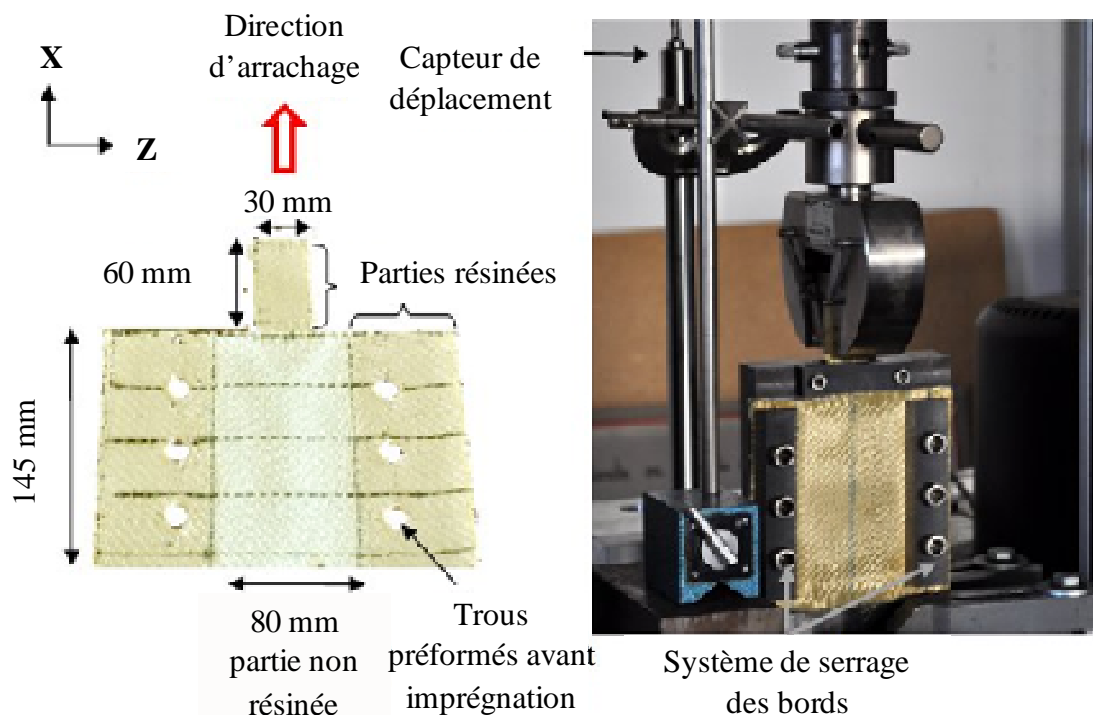 Direction
d’arrachage
Capteur de
déplacement
X
Z
30 mm
60 mm
Parties résinées
145 mm
80 mm
partie non
résinée
Trous
préformés avant
imprégnation
Système de serrage
des bords